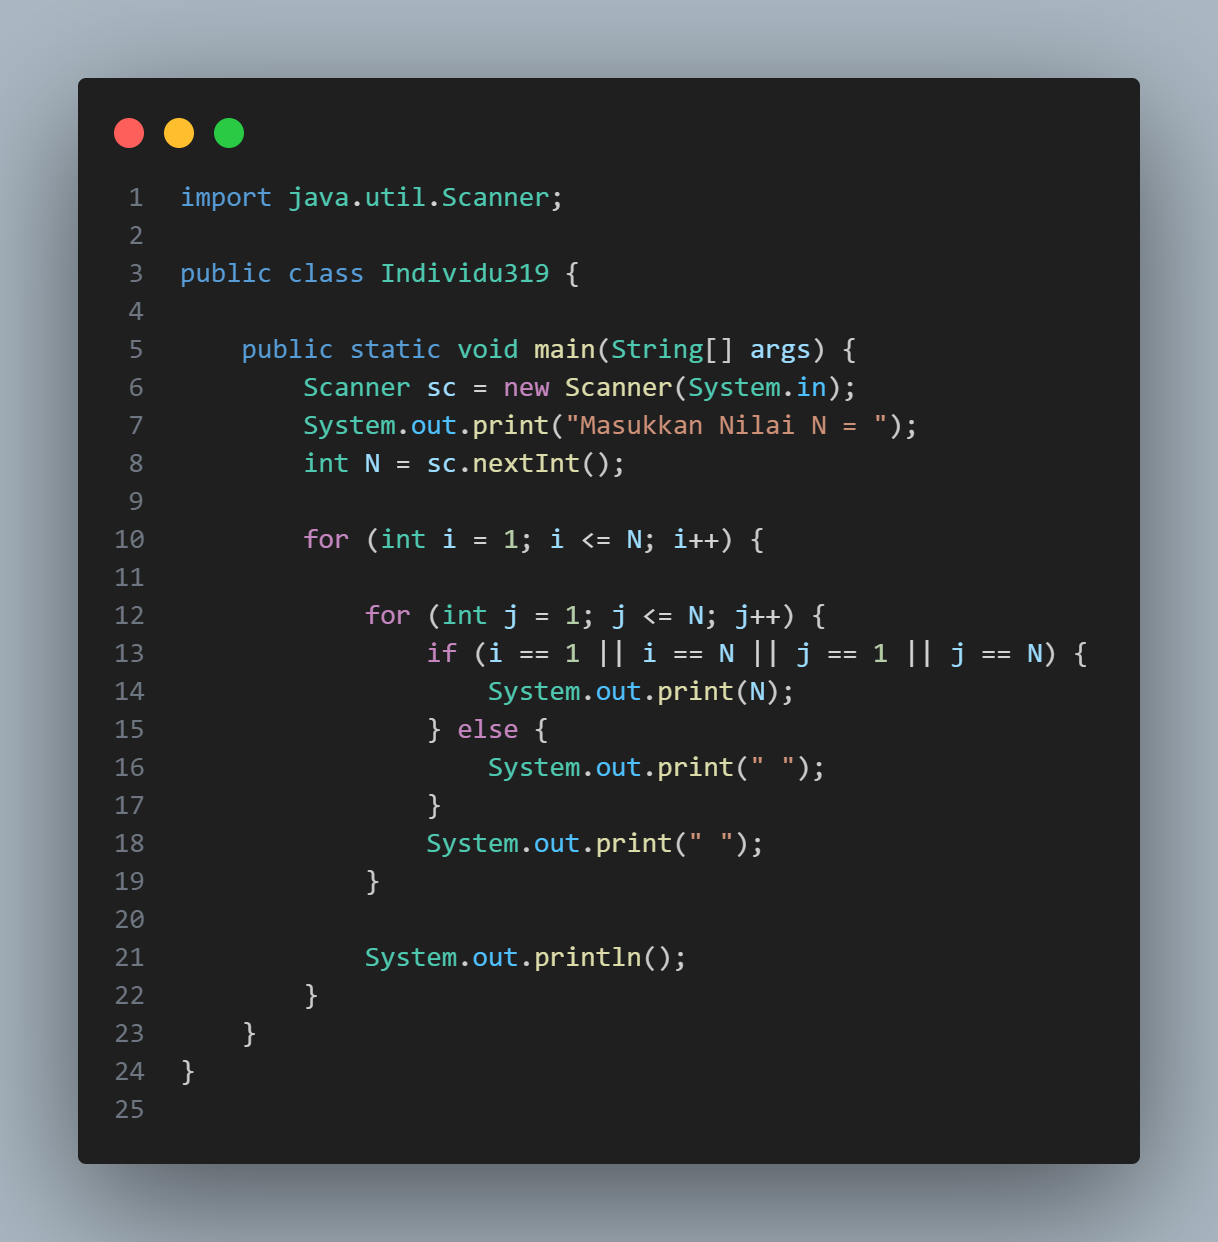 1 import java.util.Scanner;
2
3 public class Individu319 {
4
5     public static void main(String[] args) {
6         Scanner sc = new Scanner(System.in);
7         System.out.print("Masukkan Nilai N = ");
8         int N = sc.nextInt();
9
10         for (int i = 1; i <= N; i++) {
11
12             for (int j = 1; j <= N; j++) {
13                 if (i == 1 || i == N || j == 1 || j == N) {
14                     System.out.print(N);
15                 } else {
16                     System.out.print(" ");
17                 }
18                 System.out.print(" ");
19             }
20
21             System.out.println();
22         }
23     }
24 }
25